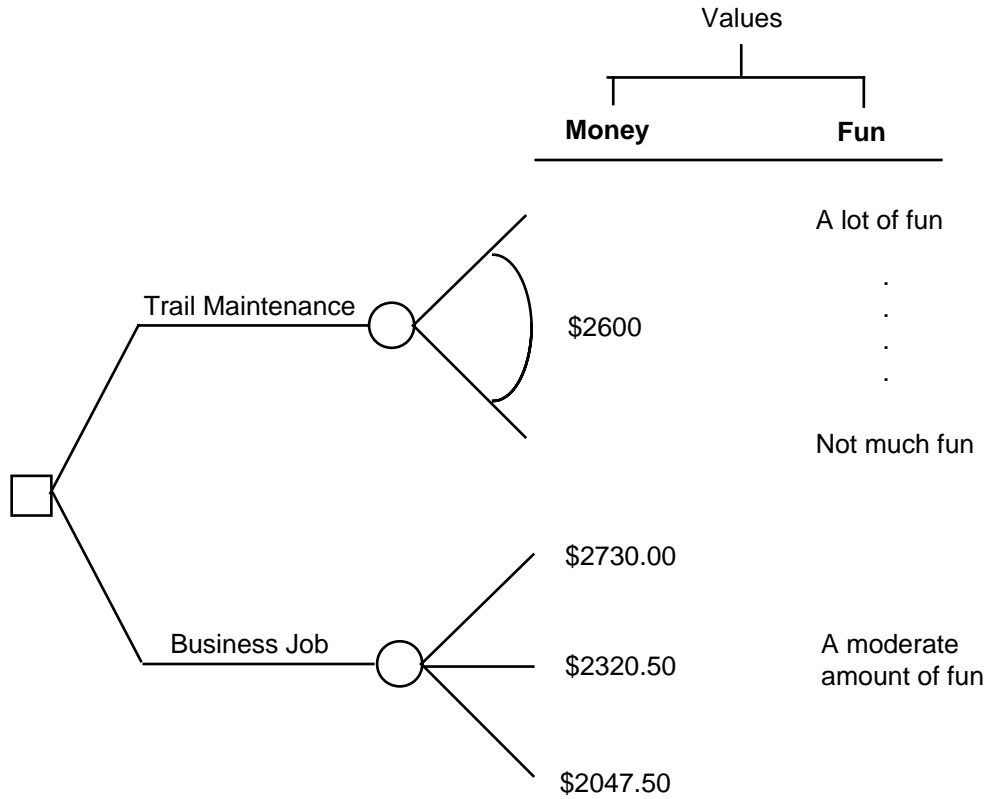 Values
Money Fun
A lot of fun
.
Trail Maintenance
.
$2600
.
.
Not much fun
$2730.00
Business Job
$2320.50
A moderate
amount of fun
$2047.50